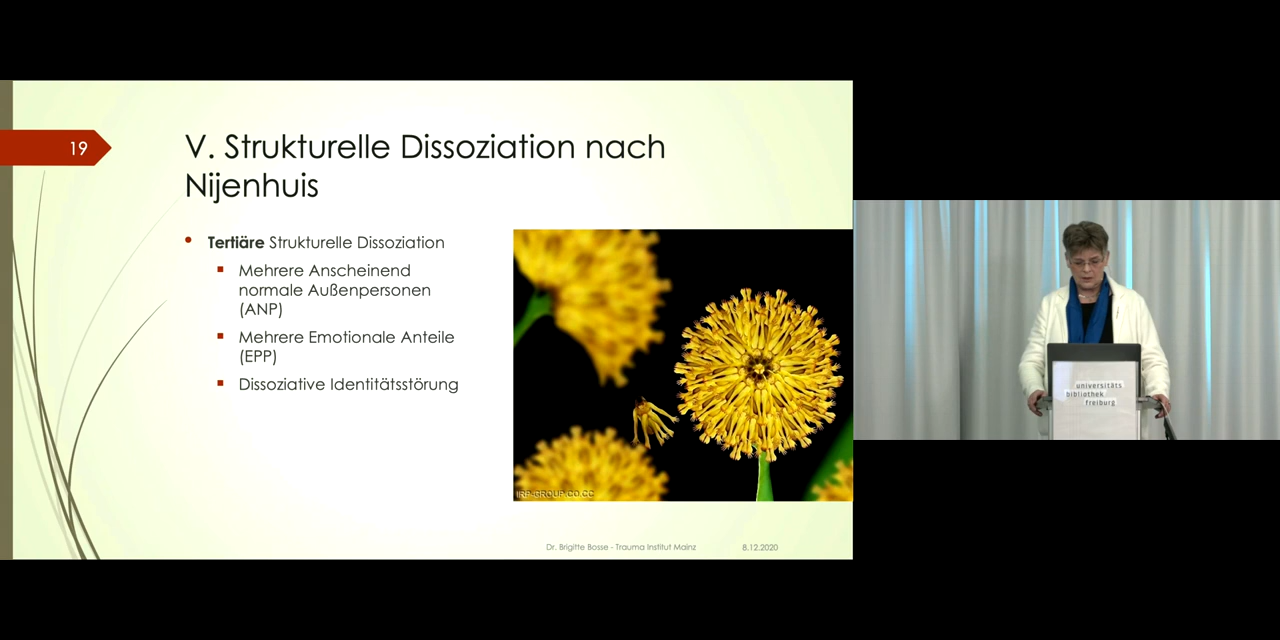 19
V. Strukturelle Dissoziation nach
Nijenhuis
Tertiäre Strukturelle Dissoziation
Mehrere Anscheinend
normale Außenpersonen
(ANP)
Mehrere Emotionale Anteile
(EPP)
Dissoziative Identitätsstörung
IRP-GROUP.CO.CC
Dr. Brigitte Bosse - Trauma Institut Mainz
8.12.2020
universitäts
bibliothek
freiburg